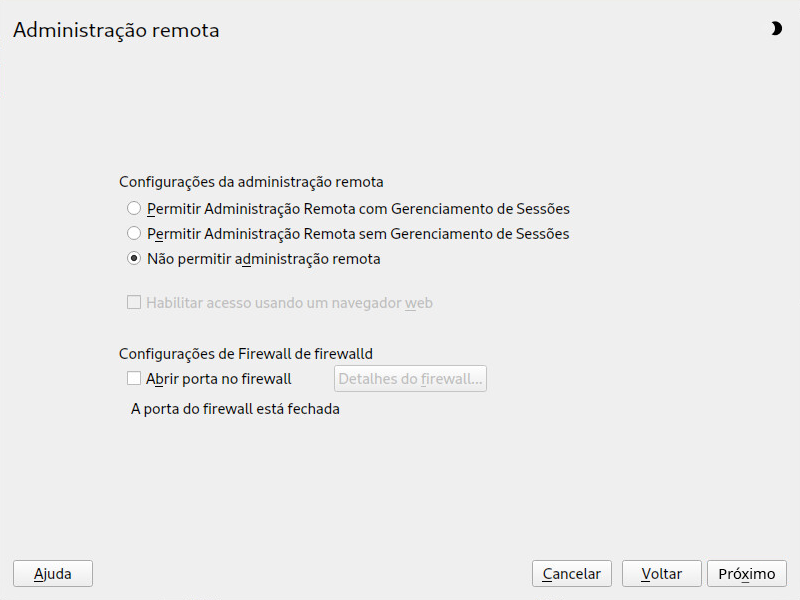 Administração remota
Configurações da administração remota
Permitir Administração Remota com Gerenciamento de Sessões
Permitir Administração Remota sem Gerenciamento de Sessões
Não permitir administração remota
Habilitar acesso usando um navegador web
Configurações de Firewall de firewalld
Abrir porta no firewall
Detalhes do firewall...
A porta do firewall está fechada
Ajuda
Cancelar
Voltar
Próximo